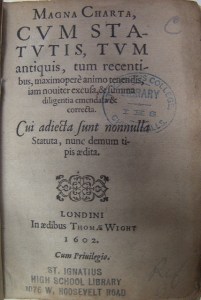 MAGNA CHARTA,
CVM STA-
TVTIS, TVM
antiquis, tum recenti-
bus, maximopere animo tenendis,
iam nouiter excusa, & summa
diligentia emendata &
correcta.
Cui adiecta sunt nonnulla
Statuta, nunc demum ti-
pis ædita.
LIBRARY
LONDINI
In ædibus THOMÆ WIGHT
1602.
Cum Priuilegio.
ST. IGNATIUS
HIGH SCHOOL LIBRARY
1076 W. ROOSEVELT ROAD